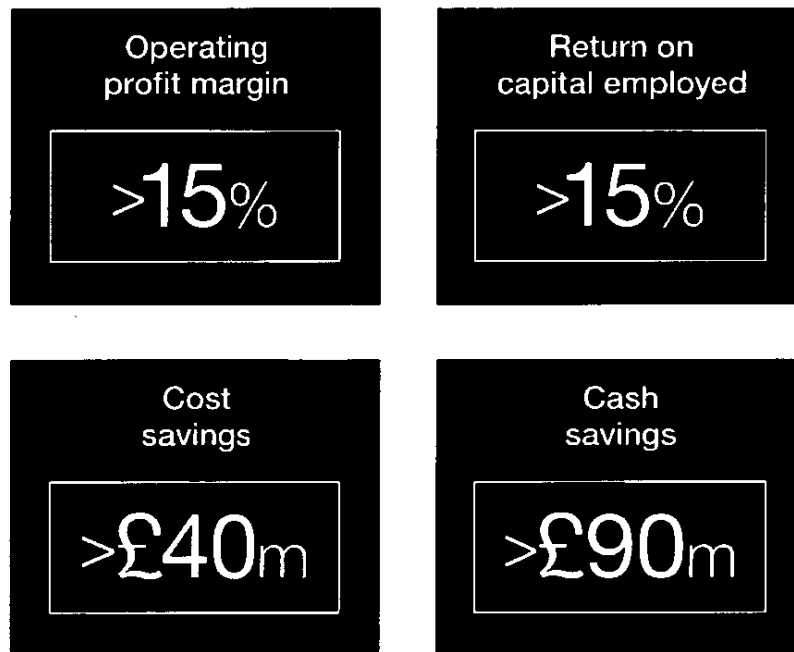 Operating
profit margin
>15%
Return on
capital employed
>15%
Cost
savings
>£40m
Cash
savings
>£90m